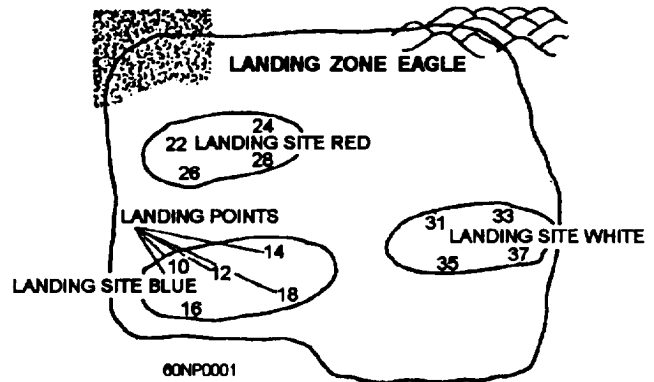 LANDING ZONE EAGLE
24
22 LANDING SITE RED
26 28
LANDING POINTS
31 33
LANDING SITE WHITE
35 37
14
10 12
LANDING SITE BLUE
16 18
60NP0001